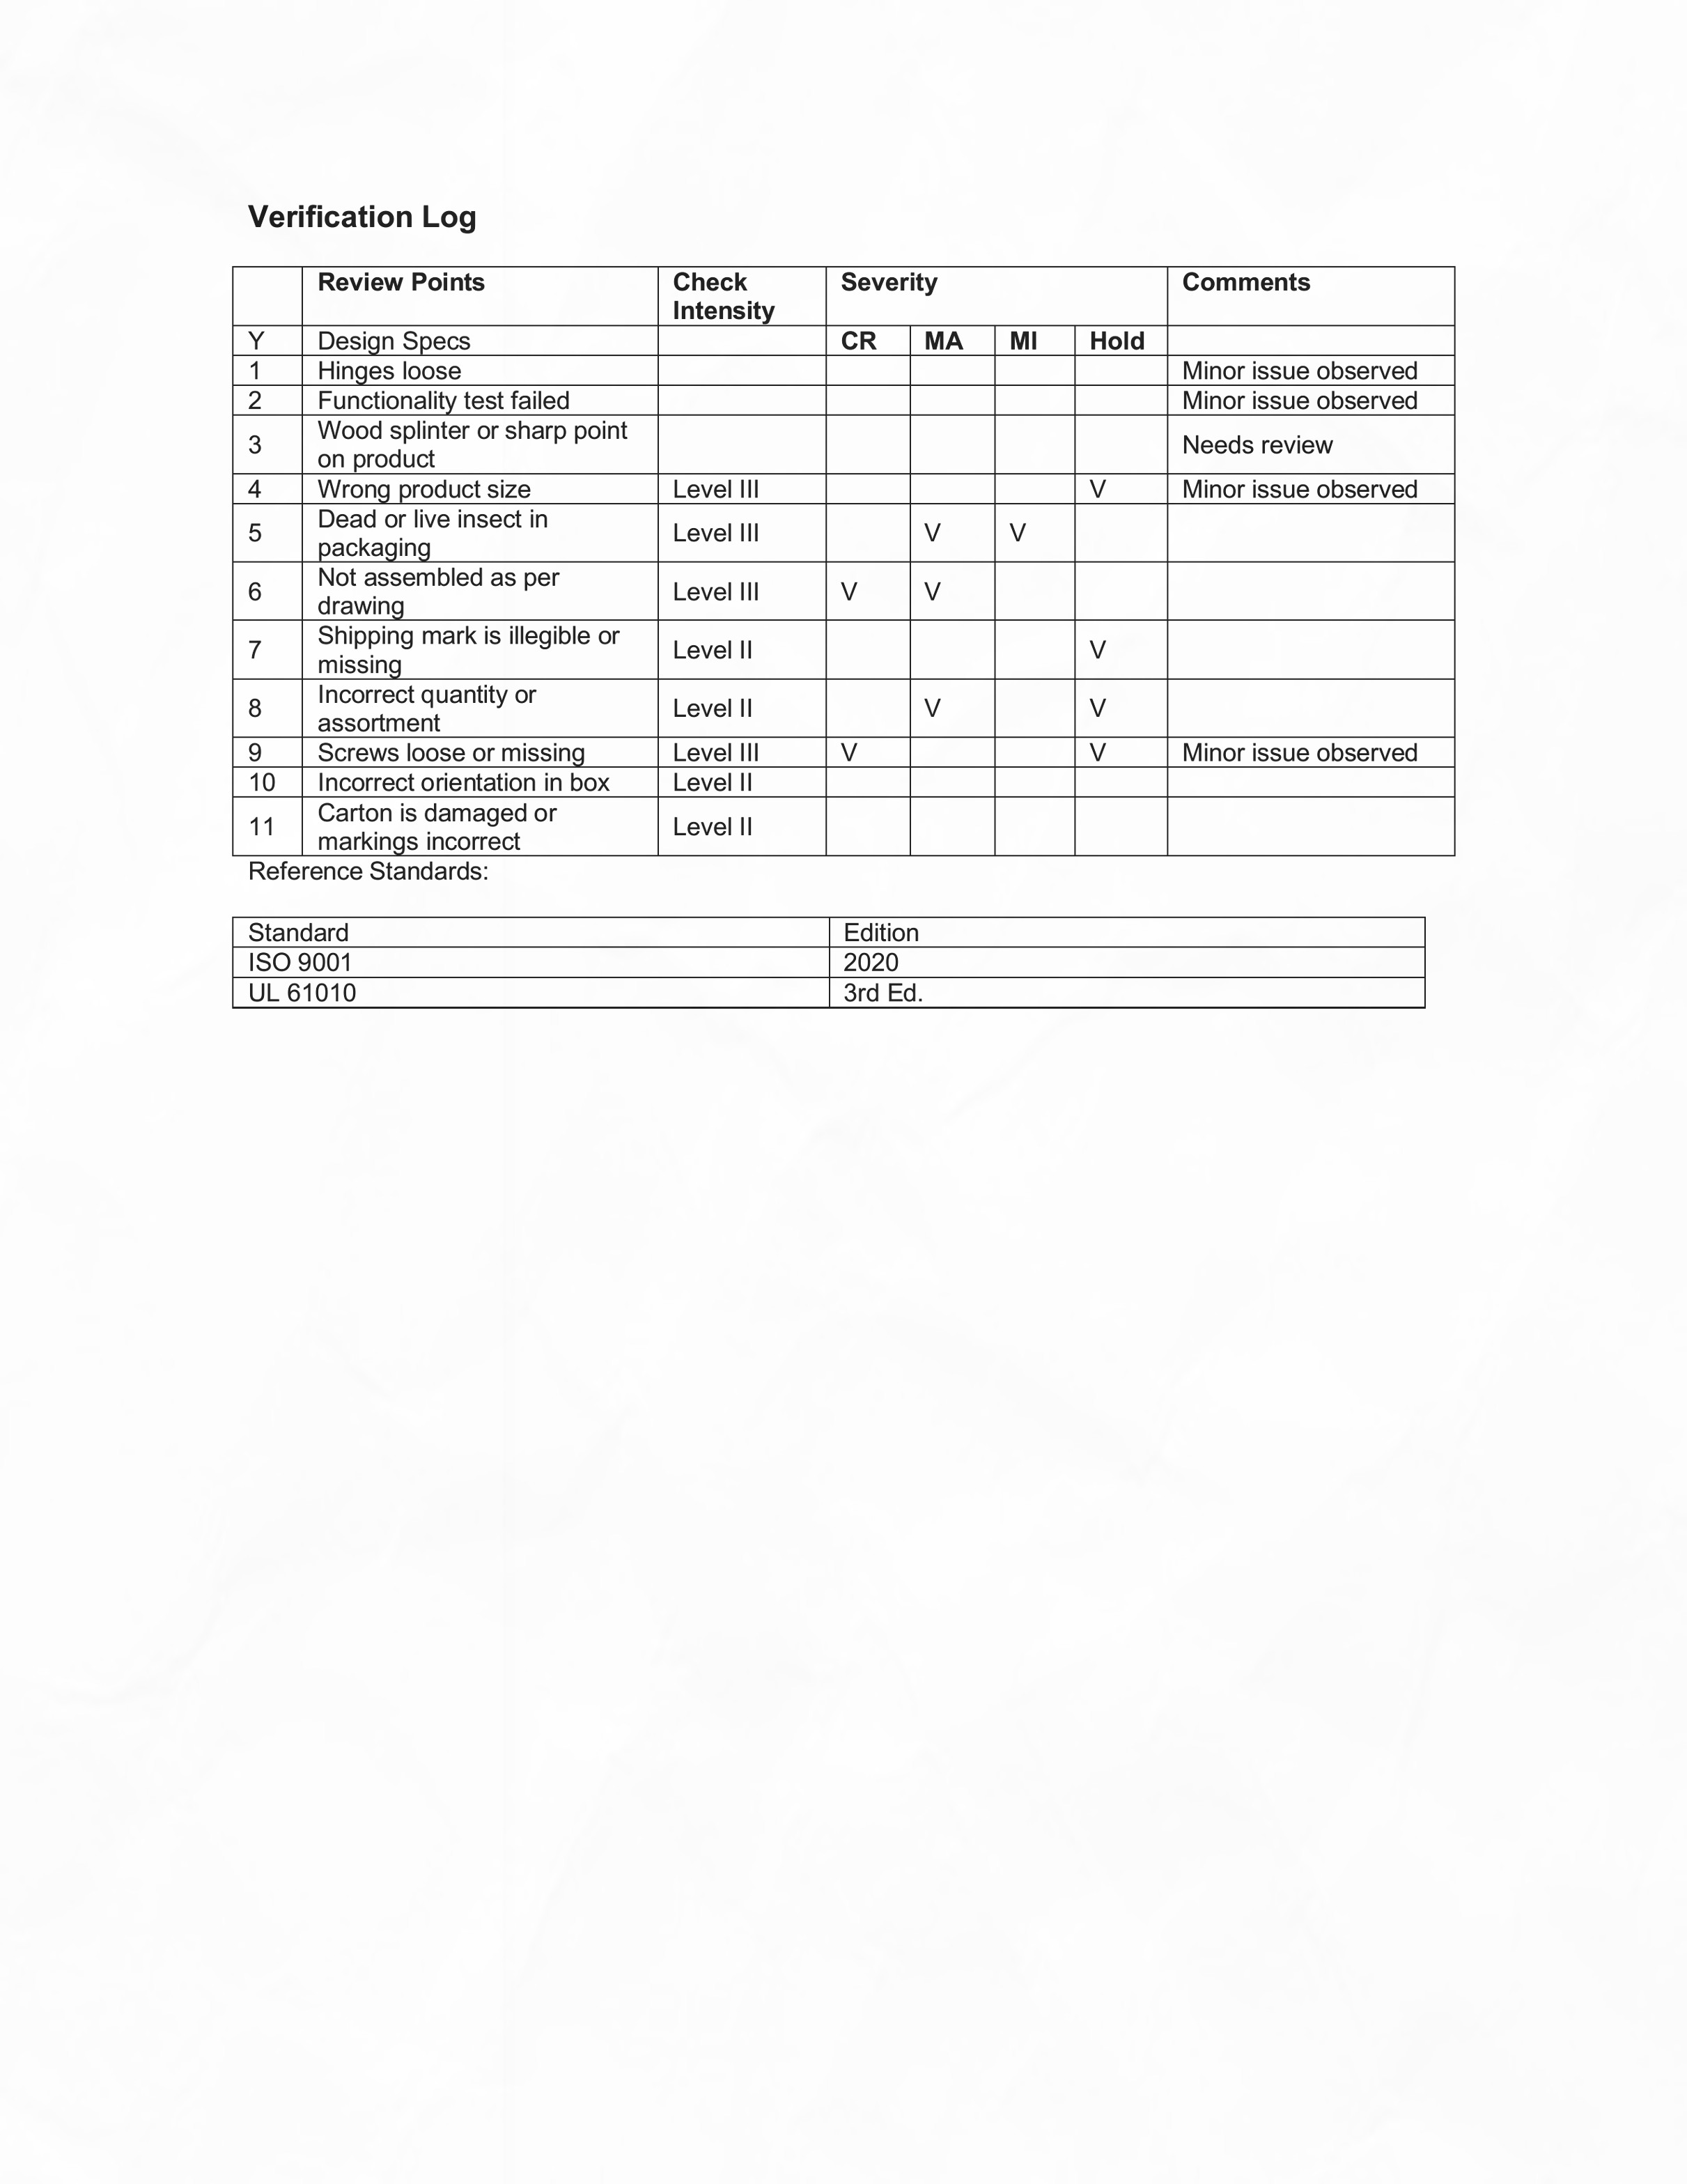 Verification Log
Review Points Check Intensity Severity Comments
Y Design Specs CR MA MI Hold
1 Hinges loose Minor issue observed
2 Functionality test failed Minor issue observed
3 Wood splinter or sharp point on product Needs review
4 Wrong product size Level III V Minor issue observed
5 Dead or live insect in packaging Level III V V
6 Not assembled as per drawing Level III V V
7 Shipping mark is illegible or missing Level II V
8 Incorrect quantity or assortment Level II V V
9 Screws loose or missing Level III V V Minor issue observed
10 Incorrect orientation in box Level II
11 Carton is damaged or markings incorrect Level II
Reference Standards:
Standard Edition
ISO 9001 2020
UL 61010 3rd Ed.